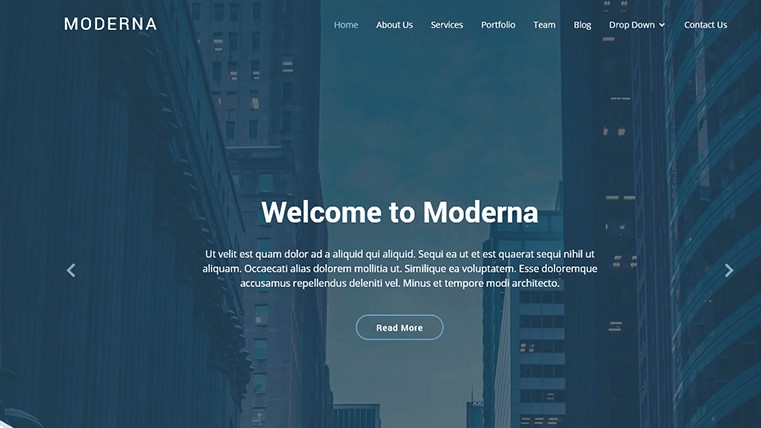 MODERNA
Home About Us Services Portfolio Team Blog Drop Down Contact Us
Welcome to Moderna
Ut velit est quam dolor ad a aliquid qui aliquid. Sequi ea ut et est quaerat sequi nihil ut
aliquam. Occaecati alias dolorem mollitia ut. Similique ea voluptatem. Esse doloremque
accusamus repellendus deleniti vel. Minus et tempore modi architecto.
Read More